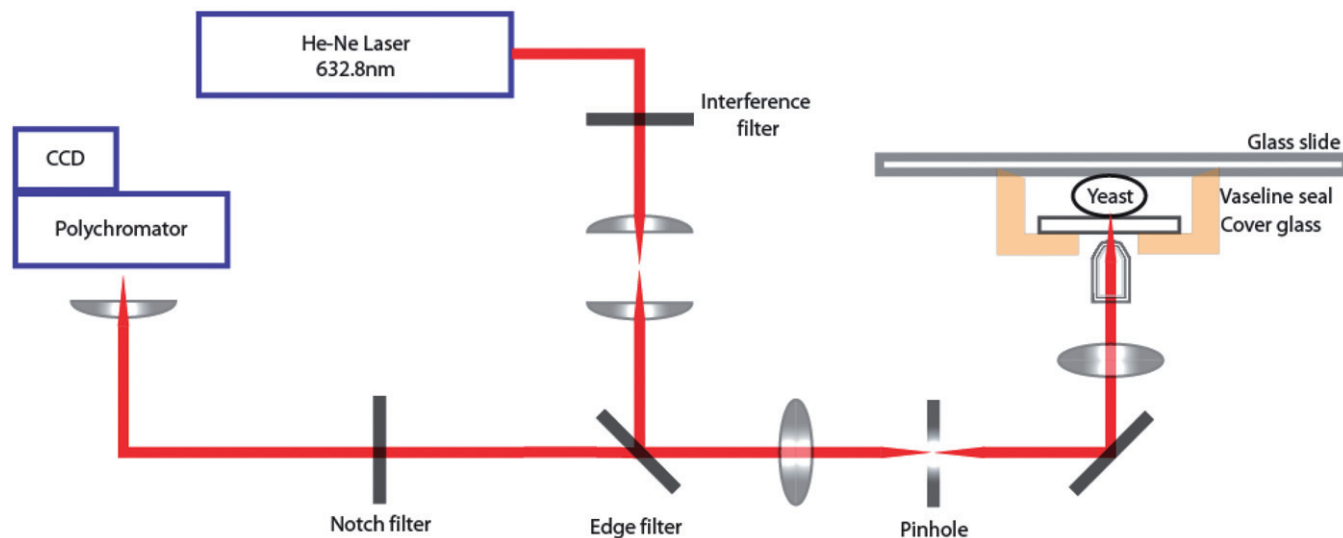 He-Ne Laser
632.8nm
Interference
filter
CCD
Polychromator
Glass slide
Yeast
Vaseline seal
Cover glass
Notch filter
Edge filter
Pinhole